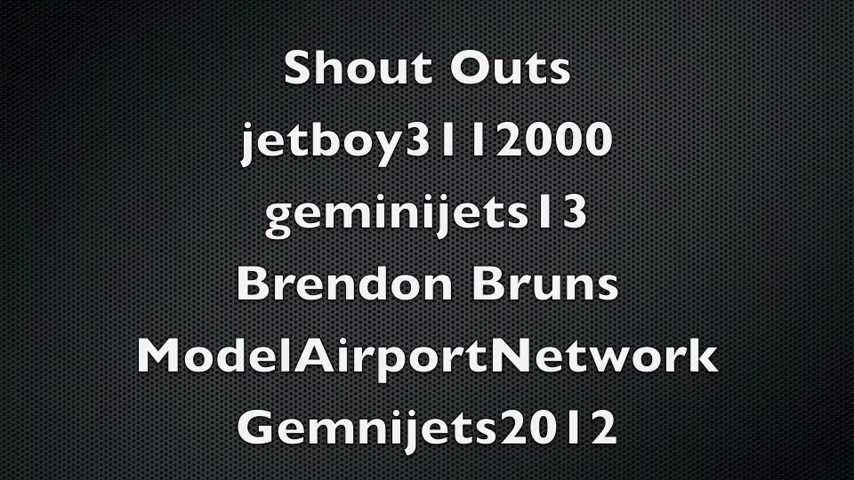 Shout Outs
jetboy3112000
geminijets13
Brendon Bruns
ModelAirportNetwork
Gemnijets2012